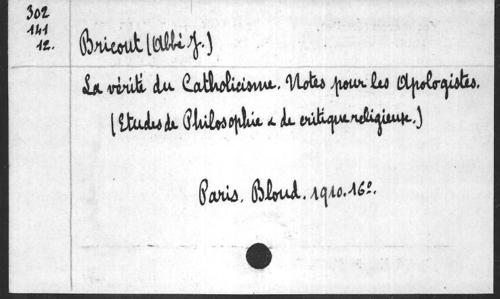 302
141
12.
Bricout (Abbé J.)
La vérité du Catholicisme. Notes pour les Apologistes.
(Etudes de Philosophie & de critique religieuse.)
Paris. Bloud. 1910. 16º.